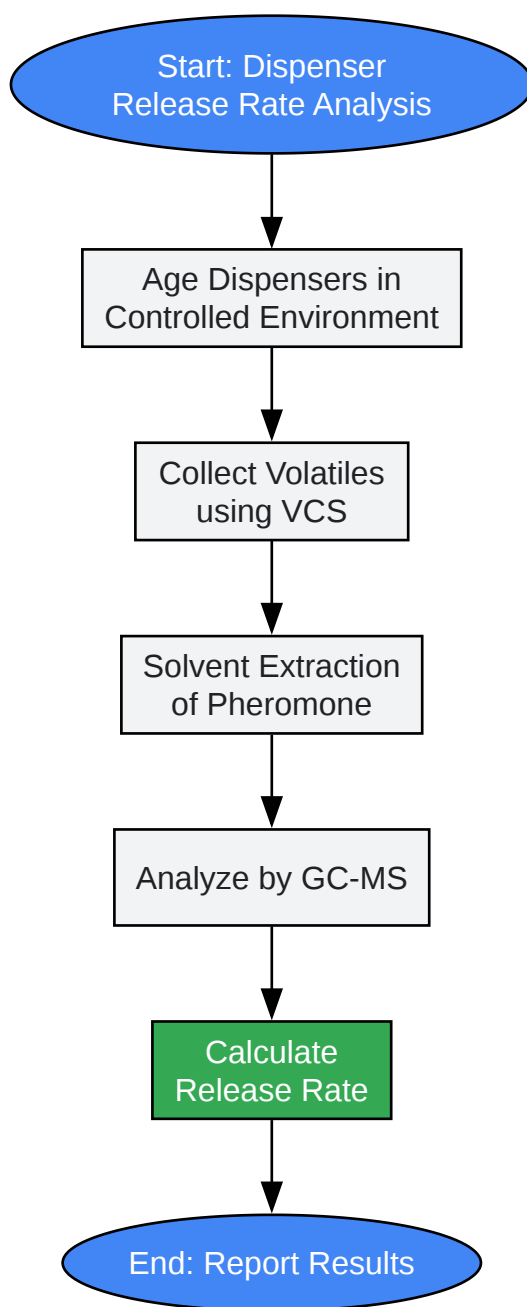 Start: Dispenser
Release Rate Analysis
Age Dispensers in
Controlled Environment
Collect Volatiles
using VCS
Solvent Extraction
of Pheromone
Analyze by GC-MS
Calculate
Release Rate
End: Report Results